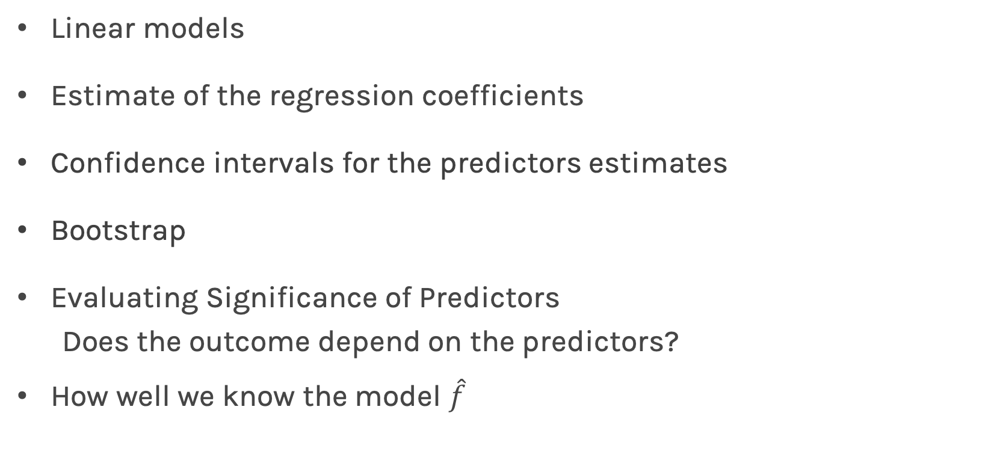 • Linear models
• Estimate of the regression coefficients
• Confidence intervals for the predictors estimates
• Bootstrap
• Evaluating Significance of Predictors
Does the outcome depend on the predictors?
• How well we know the model f̂